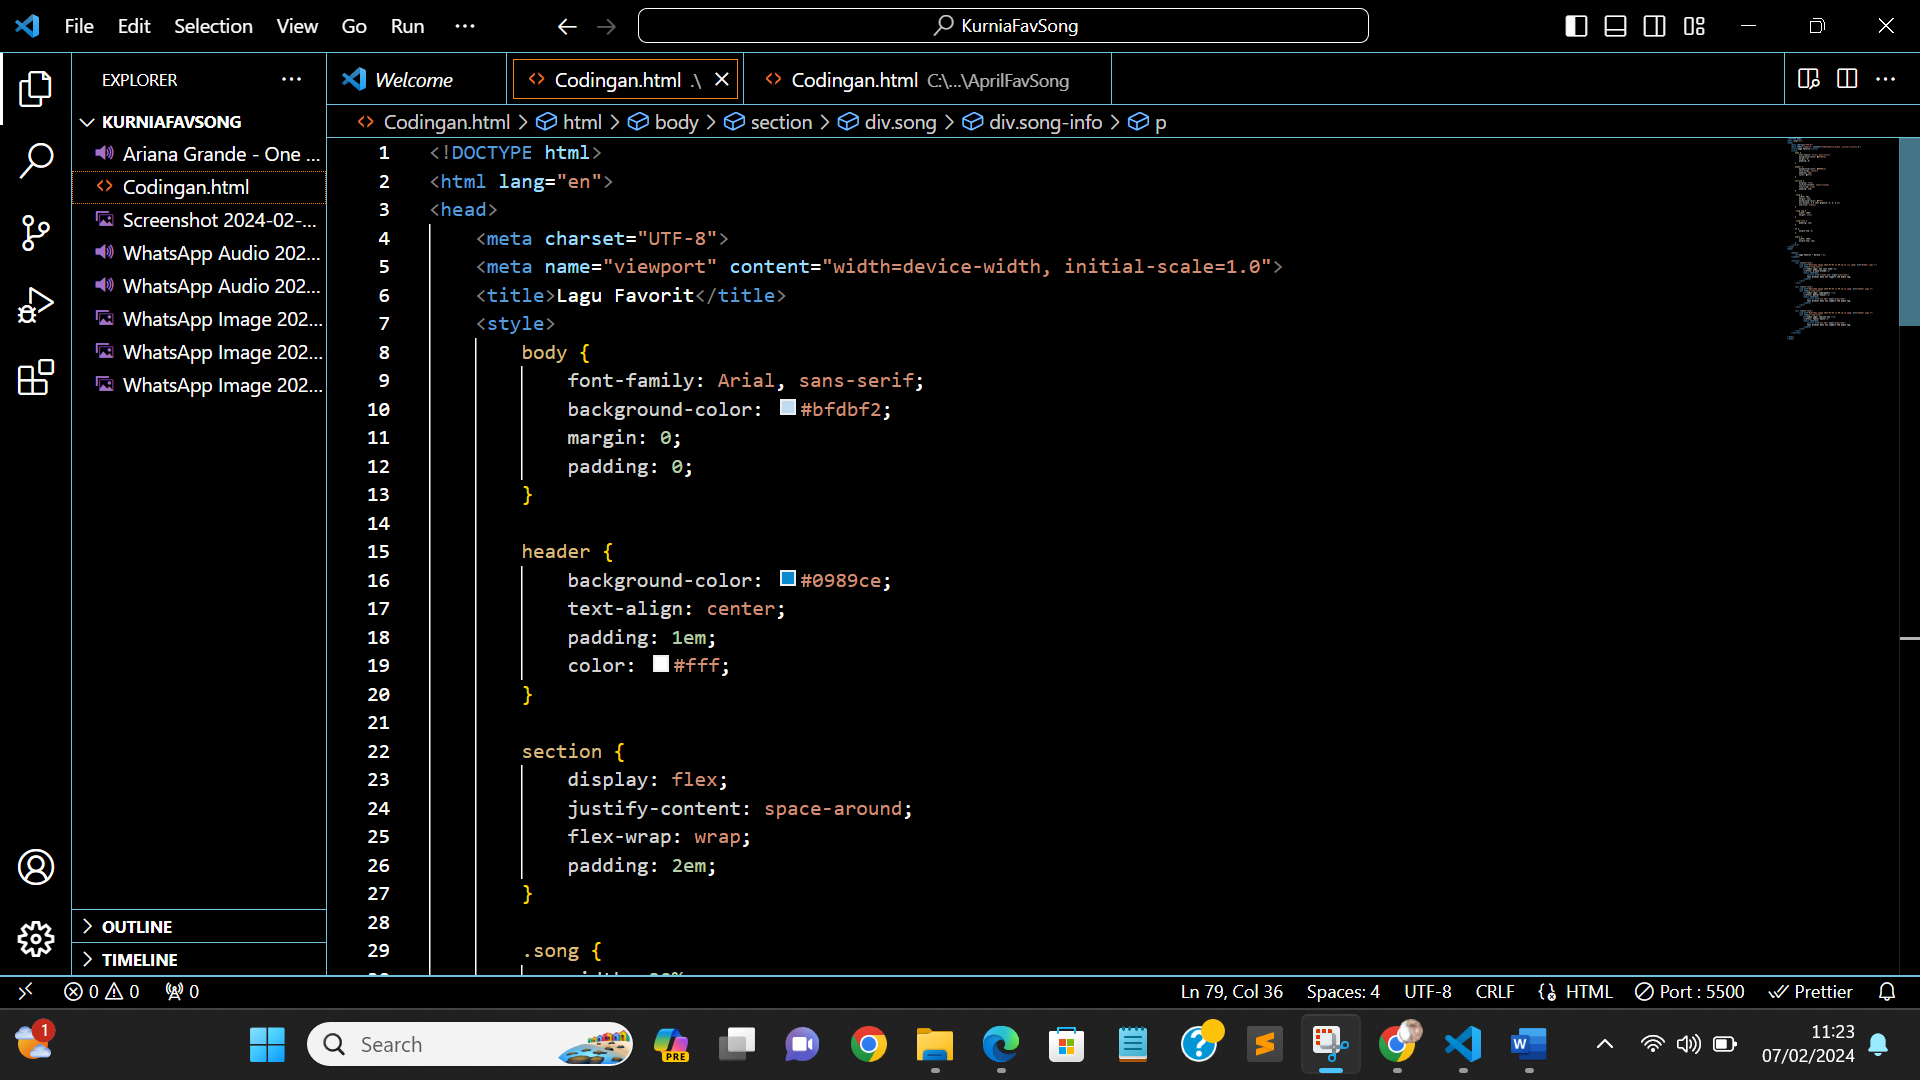 File Edit Selection View Go Run ...
KurniaFavSong
EXPLORER
KURNIAFAVSONG
Ariana Grande - One ...
Codingan.html
Screenshot 2024-02-...
WhatsApp Audio 202...
WhatsApp Audio 202...
WhatsApp Image 202...
WhatsApp Image 202...
WhatsApp Image 202...
OUTLINE
TIMELINE
Welcome
Codingan.html .\
Codingan.html C:\...\AprilFavSong
Codingan.html > html > body > section > div.song > div.song-info > p
1 <!DOCTYPE html>
2 <html lang="en">
3 <head>
4 <meta charset="UTF-8">
5 <meta name="viewport" content="width=device-width, initial-scale=1.0">
6 <title>Lagu Favorit</title>
7 <style>
8 body {
9 font-family: Arial, sans-serif;
10 background-color: #bfdbf2;
11 margin: 0;
12 padding: 0;
13 }
14
15 header {
16 background-color: #0989ce;
17 text-align: center;
18 padding: 1em;
19 color: #fff;
20 }
21
22 section {
23 display: flex;
24 justify-content: space-around;
25 flex-wrap: wrap;
26 padding: 2em;
27 }
28
29 .song {
0 0 0
Ln 79, Col 36 Spaces: 4 UTF-8 CRLF HTML Port : 5500 Prettier
1
Search
PRE
11:23
07/02/2024